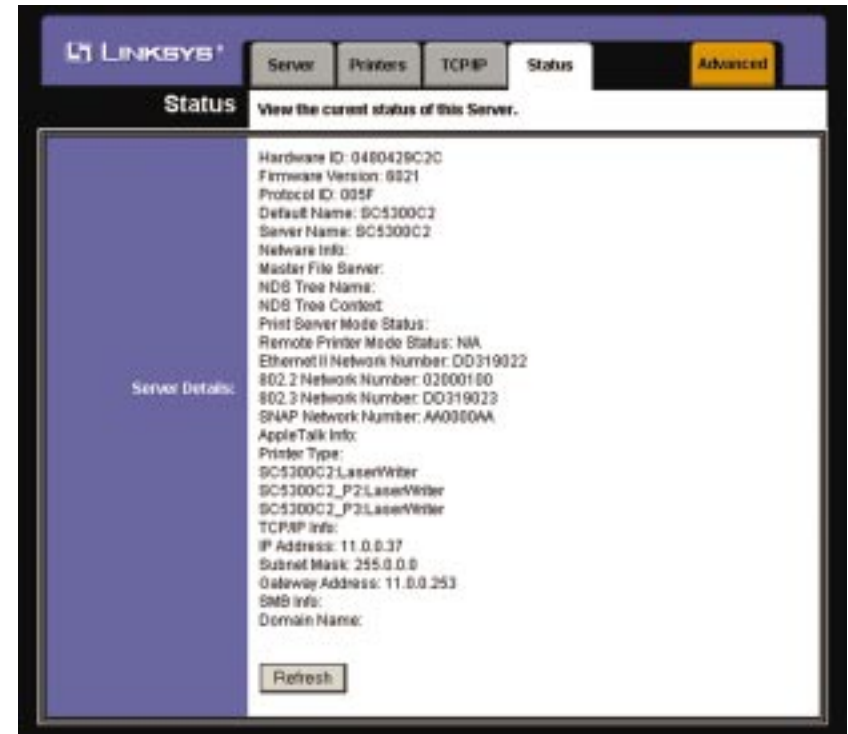 LINKSYS®
Server Printers TCP/IP Status Advanced
Status
View the current status of this Server.
Server Details:
Hardware ID: 0480429C2C
Firmware Version: 6021
Protocol ID: 005F
Default Name: SC5300C2
Server Name: SC5300C2
Netware Info:
Master File Server:
NDS Tree Name:
NDS Tree Context:
Print Server Mode Status:
Remote Printer Mode Status: N/A
Ethernet II Network Number: DD319022
802.2 Network Number: 02000100
802.3 Network Number: DD319023
SNAP Network Number: AA0000AA
AppleTalk Info:
Printer Type:
SC5300C2:LaserWriter
SC5300C2_P2:LaserWriter
SC5300C2_P3:LaserWriter
TCP/IP Info:
IP Address: 11.0.0.37
Subnet Mask: 255.0.0.0
Gateway Address: 11.0.0.253
SMB Info:
Domain Name:
Refresh